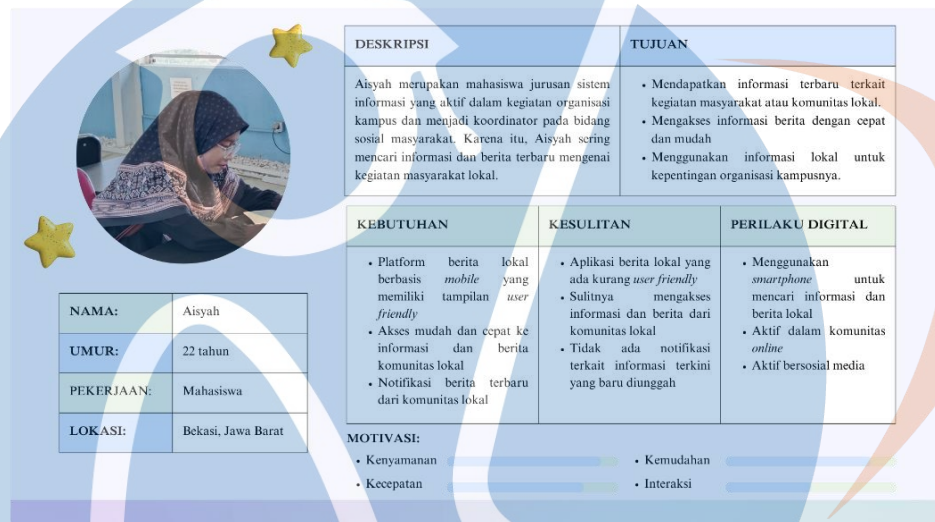 DESKRIPSI
Aisyah merupakan mahasiswa jurusan sistem
informasi yang aktif dalam kegiatan organisasi
kampus dan menjadi koordinator pada bidang
sosial masyarakat. Karena itu, Aisyah sering
mencari informasi dan berita terbaru mengenai
kegiatan masyarakat lokal.
TUJUAN
• Mendapatkan informasi terbaru terkait
kegiatan masyarakat atau komunitas lokal.
• Mengakses informasi berita dengan cepat
dan mudah
• Menggunakan informasi lokal untuk
kepentingan organisasi kampusnya.
NAMA: Aisyah
UMUR: 22 tahun
PEKERJAAN: Mahasiswa
LOKASI: Bekasi, Jawa Barat
KEBUTUHAN
• Platform berita lokal
berbasis mobile yang
memiliki tampilan user
friendly
• Akses mudah dan cepat ke
informasi dan berita
komunitas lokal
• Notifikasi berita terbaru
dari komunitas lokal
KESULITAN
• Aplikasi berita lokal yang
ada kurang user friendly
• Sulitnya mengakses
informasi dan berita dari
komunitas lokal
• Tidak ada notifikasi
terkait informasi terkini
yang baru diunggah
PERILAKU DIGITAL
• Menggunakan
smartphone untuk
mencari informasi dan
berita lokal
• Aktif dalam komunitas
online
• Aktif bersosial media
MOTIVASI:
• Kenyamanan
• Kecepatan
• Kemudahan
• Interaksi